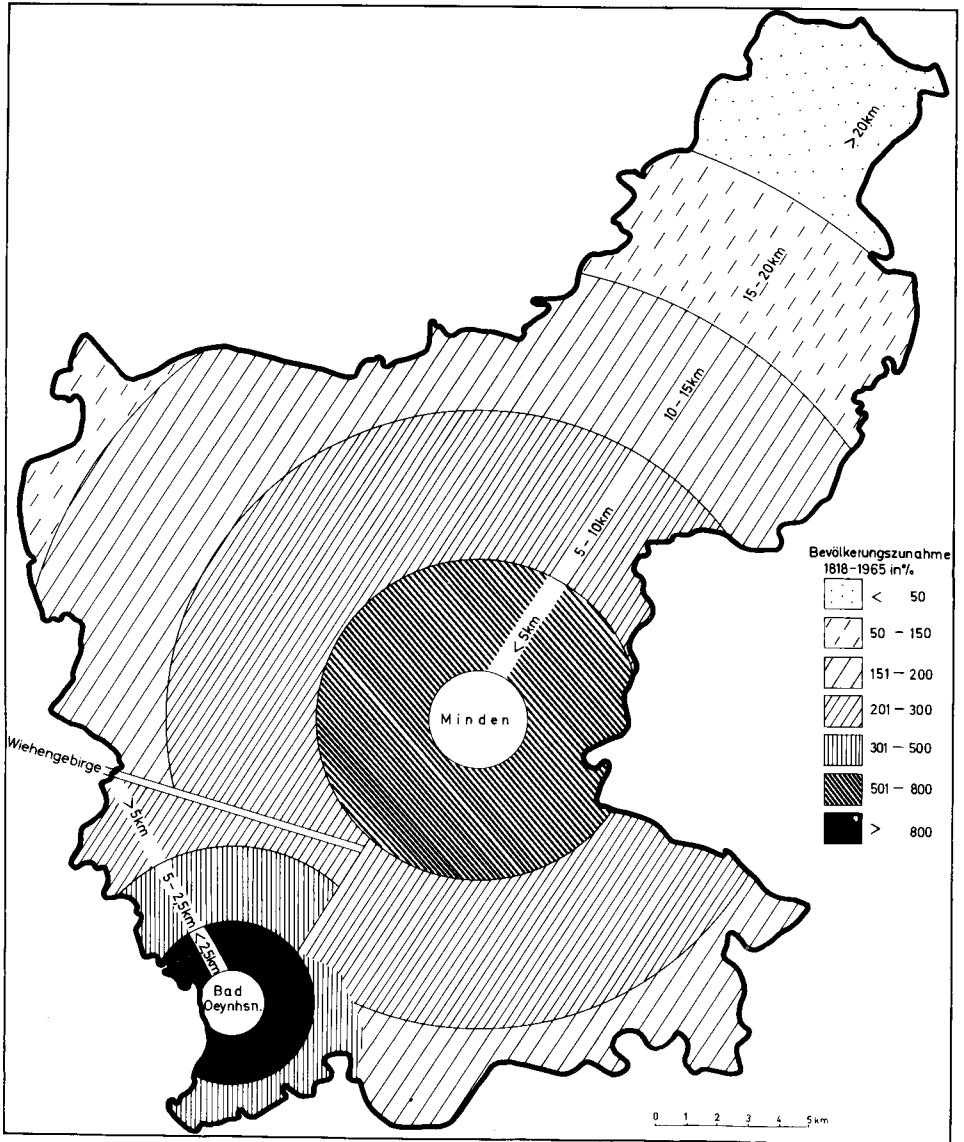 > 20km
15 – 20km
10 – 15km
5 – 10km
< 5km
Minden
Wiehengebirge
> 5km
5 – 2,5km
< 2,5km
Bad
Oeynhsn.
Bevölkerungszunahme
1818–1965 in %
< 50
50 – 150
151 – 200
201 – 300
301 – 500
501 – 800
> 800
0 1 2 3 4 5 km